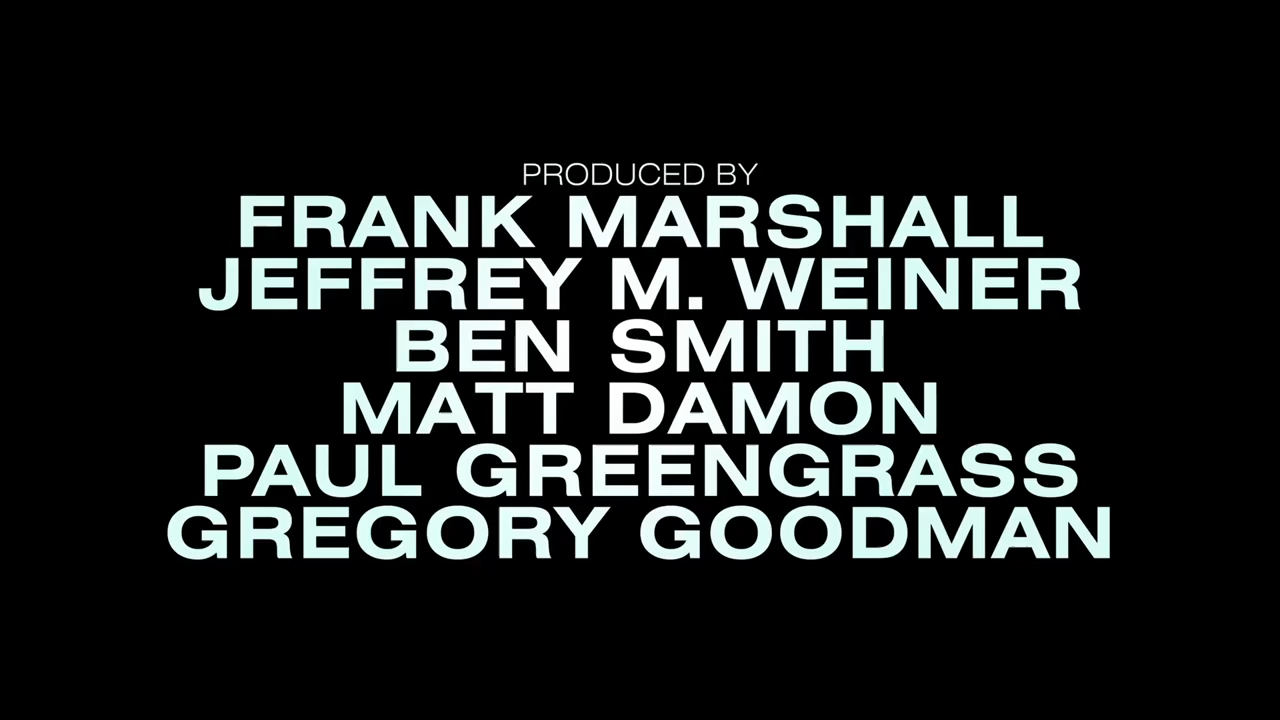 PRODUCED BY
FRANK MARSHALL
JEFFREY M. WEINER
BEN SMITH
MATT DAMON
PAUL GREENGRASS
GREGORY GOODMAN